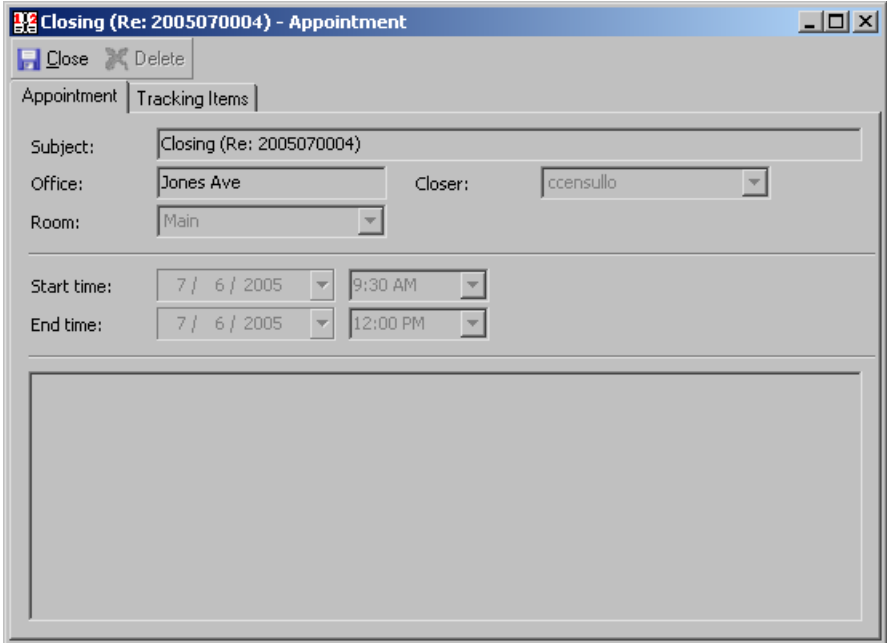 Closing (Re: 2005070004) - Appointment
Close Delete
Appointment Tracking Items
Subject: Closing (Re: 2005070004)
Office: Jones Ave Closer: ccensullo
Room: Main
Start time: 7 / 6 / 2005 9:30 AM
End time: 7 / 6 / 2005 12:00 PM